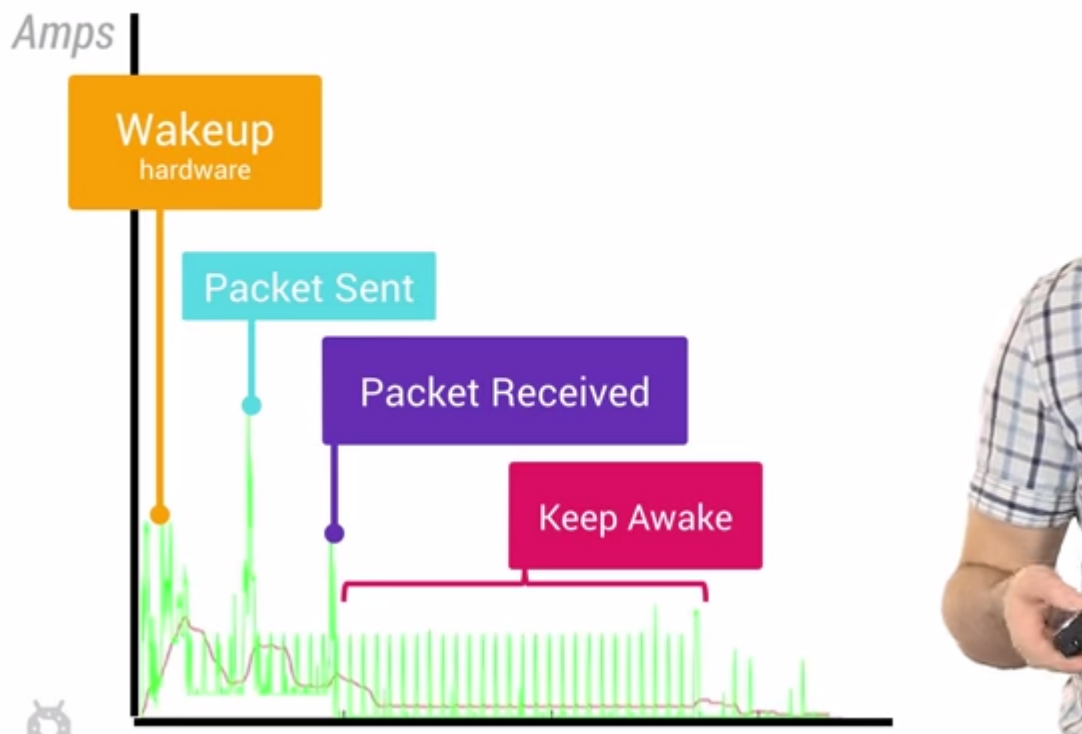 Amps
Wakeup
hardware
Packet Sent
Packet Received
Keep Awake